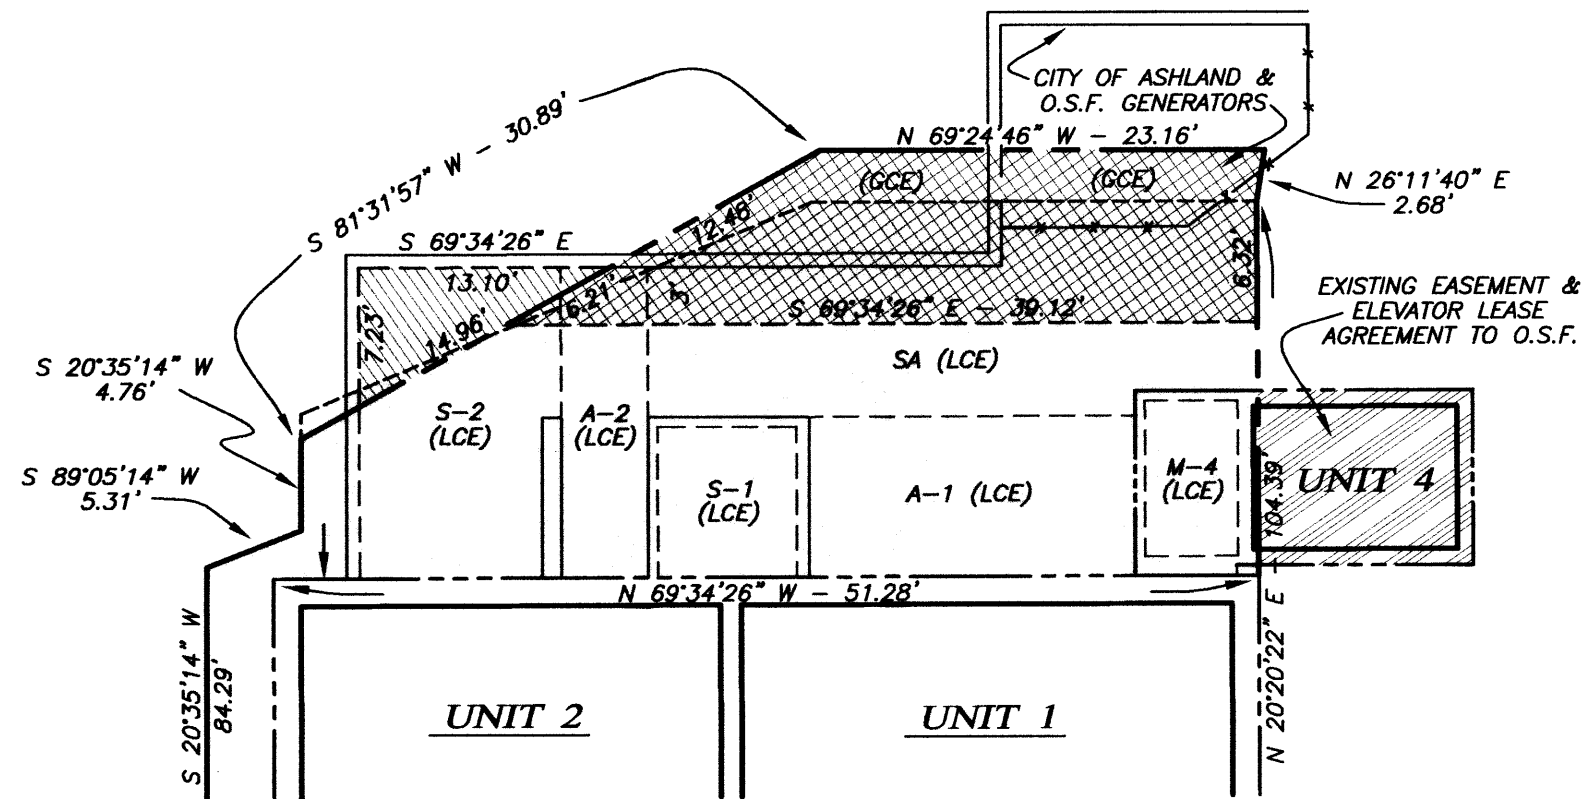 CITY OF ASHLAND &
O.S.F. GENERATORS
S 81°31'57" W - 30.89'
N 69°24'46" W - 23.16'
(GCE)
(GCE)
N 26°11'40" E
2.68'
12.48'
S 69°34'26" E
13.10'
6.21'
3'
6.32'
7.23'
14.96'
S 69°34'26" E - 39.12'
EXISTING EASEMENT &
ELEVATOR LEASE
AGREEMENT TO O.S.F.
SA (LCE)
S 20°35'14" W
4.76'
S-2
(LCE)
A-2
(LCE)
S 89°05'14" W
5.31'
S-1
(LCE)
A-1 (LCE)
M-4
(LCE)
104.39'
UNIT 4
N 69°34'26" W - 51.28'
S 20°35'14" W
84.29'
N 20°20'22" E
UNIT 2
UNIT 1